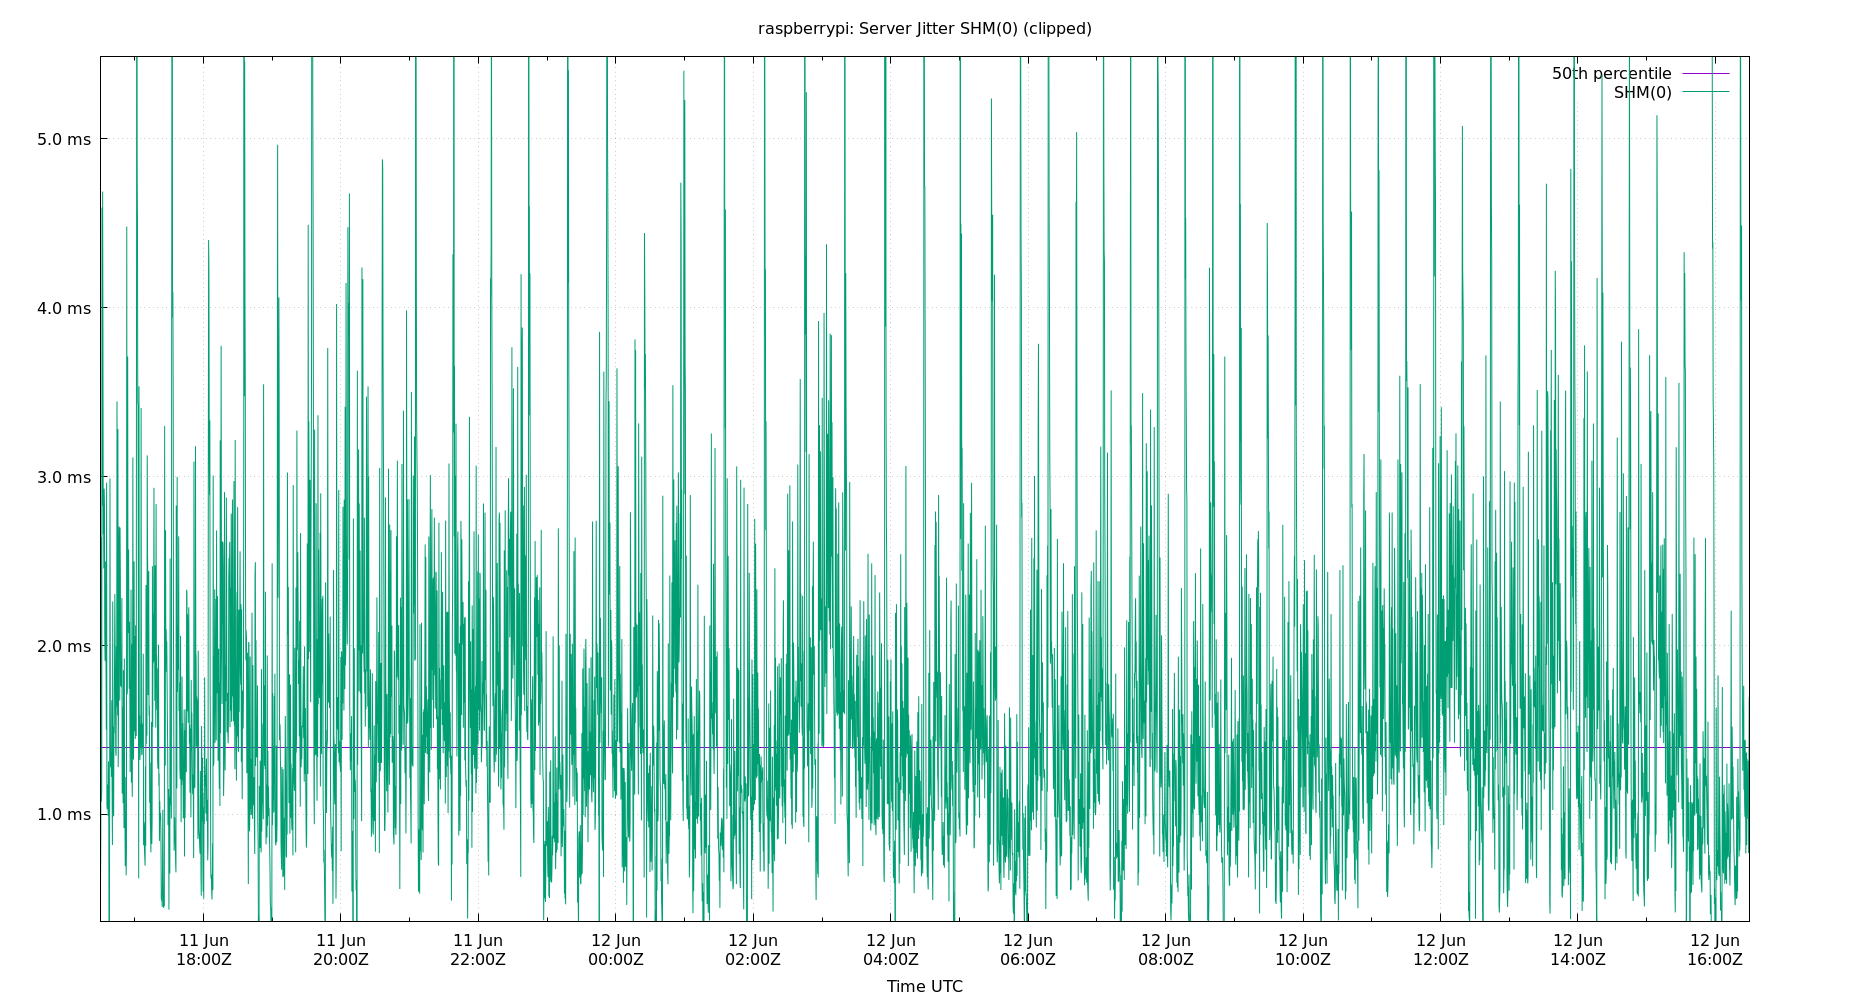 raspberrypi: Server Jitter SHM(0) (clipped)
50th percentile
SHM(0)
5.0 ms
4.0 ms
3.0 ms
2.0 ms
1.0 ms
11 Jun 11 Jun 11 Jun 12 Jun 12 Jun 12 Jun 12 Jun 12 Jun 12 Jun 12 Jun 12 Jun 12 Jun
18:00Z 20:00Z 22:00Z 00:00Z 02:00Z 04:00Z 06:00Z 08:00Z 10:00Z 12:00Z 14:00Z 16:00Z
Time UTC